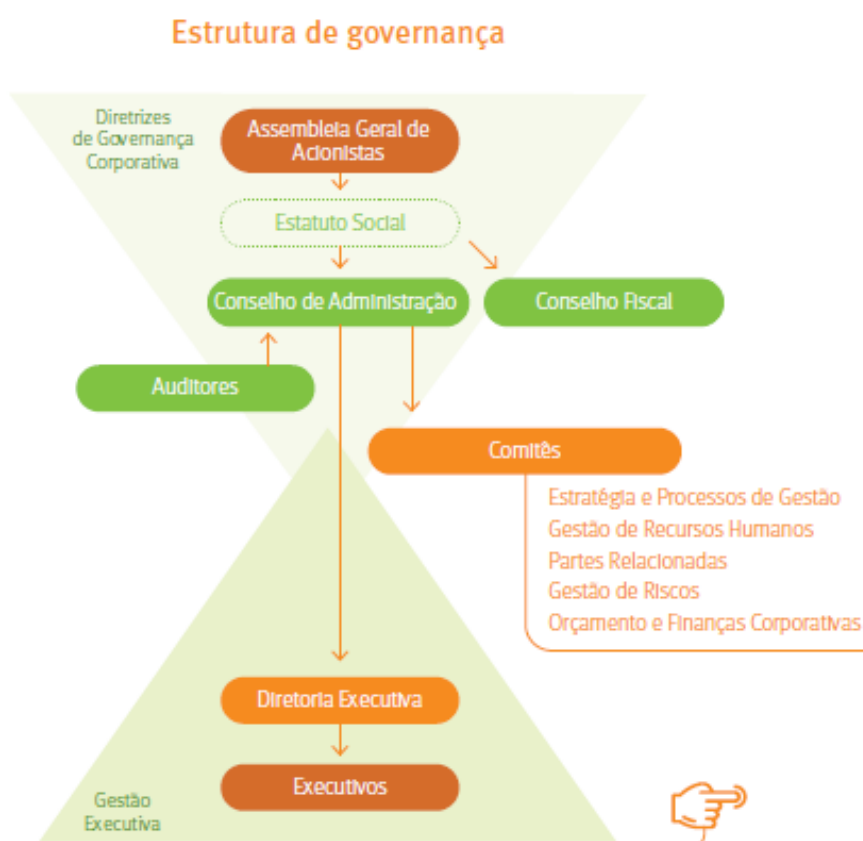 Estrutura de governança
Diretrizes
de Governança
Corporativa
Assembleia Geral de
Acionistas
Estatuto Social
Conselho de Administração
Conselho Fiscal
Auditores
Comitês
Estratégia e Processos de Gestão
Gestão de Recursos Humanos
Partes Relacionadas
Gestão de Riscos
Orçamento e Finanças Corporativas
Diretoria Executiva
Executivos
Gestão
Executiva